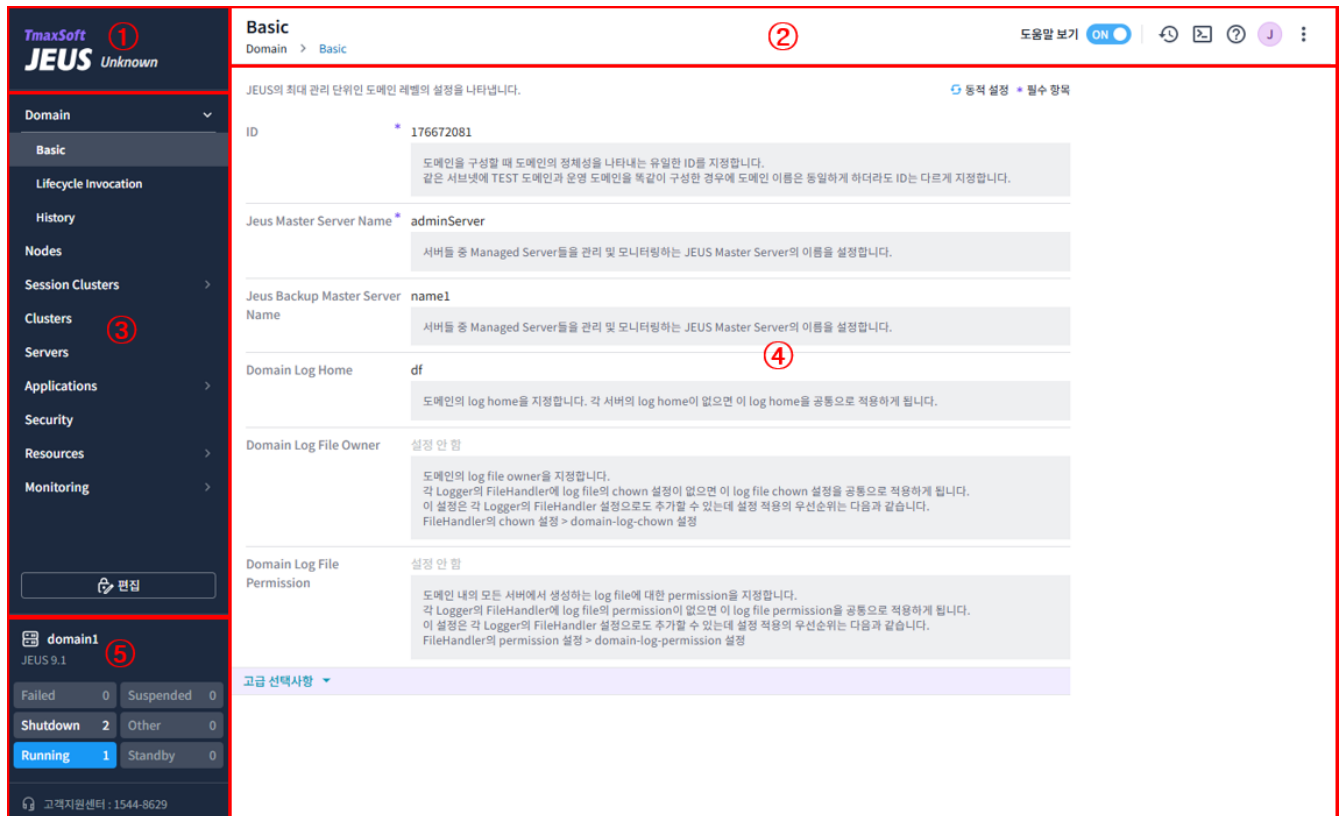 TmaxSoft
JEUS Unknown
①
Domain
Basic
Lifecycle Invocation
History
Nodes
Session Clusters
Clusters
③
Servers
Applications
Security
Resources
Monitoring
편집
domain1
JEUS 9.1
⑤
Failed 0 Suspended 0
Shutdown 2 Other 0
Running 1 Standby 0
고객지원센터 : 1544-8629
Basic
Domain > Basic
②
도움말 보기 ON J
JEUS의 최대 관리 단위인 도메인 레벨의 설정을 나타냅니다.
동적 설정 * 필수 항목
ID * 176672081
도메인을 구성할 때 도메인의 정체성을 나타내는 유일한 ID를 지정합니다.
같은 서브넷에 TEST 도메인과 운영 도메인을 똑같이 구성한 경우에 도메인 이름은 동일하게 하더라도 ID는 다르게 지정합니다.
Jeus Master Server Name * adminServer
서버들 중 Managed Server들을 관리 및 모니터링하는 JEUS Master Server의 이름을 설정합니다.
Jeus Backup Master Server Name name1
서버들 중 Managed Server들을 관리 및 모니터링하는 JEUS Master Server의 이름을 설정합니다.
④
Domain Log Home df
도메인의 log home을 지정합니다. 각 서버의 log home이 없으면 이 log home을 공통으로 적용하게 됩니다.
Domain Log File Owner 설정 안 함
도메인의 log file owner을 지정합니다.
각 Logger의 FileHandler에 log file의 chown 설정이 없으면 이 log file chown 설정을 공통으로 적용하게 됩니다.
이 설정은 각 Logger의 FileHandler 설정으로도 추가할 수 있는데 설정 적용의 우선순위는 다음과 같습니다.
FileHandler의 chown 설정 > domain-log-chown 설정
Domain Log File Permission 설정 안 함
도메인 내의 모든 서버에서 생성하는 log file에 대한 permission을 지정합니다.
각 Logger의 FileHandler에 log file의 permission이 없으면 이 log file permission을 공통으로 적용하게 됩니다.
이 설정은 각 Logger의 FileHandler 설정으로도 추가할 수 있는데 설정 적용의 우선순위는 다음과 같습니다.
FileHandler의 permission 설정 > domain-log-permission 설정
고급 선택사항